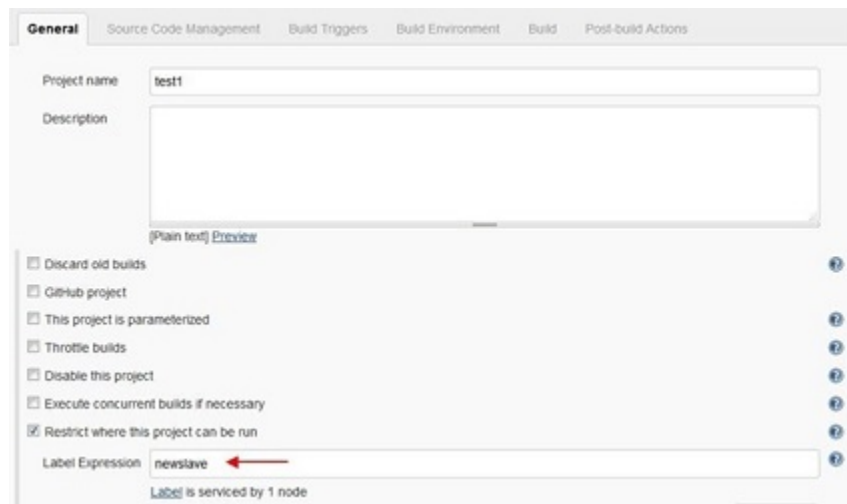 General Source Code Management Build Triggers Build Environment Build Post-build Actions
Project name test1
Description
[Plain text] Preview
Discard old builds
GitHub project
This project is parameterized
Throttle builds
Disable this project
Execute concurrent builds if necessary
Restrict where this project can be run
Label Expression newslave
Label is serviced by 1 node